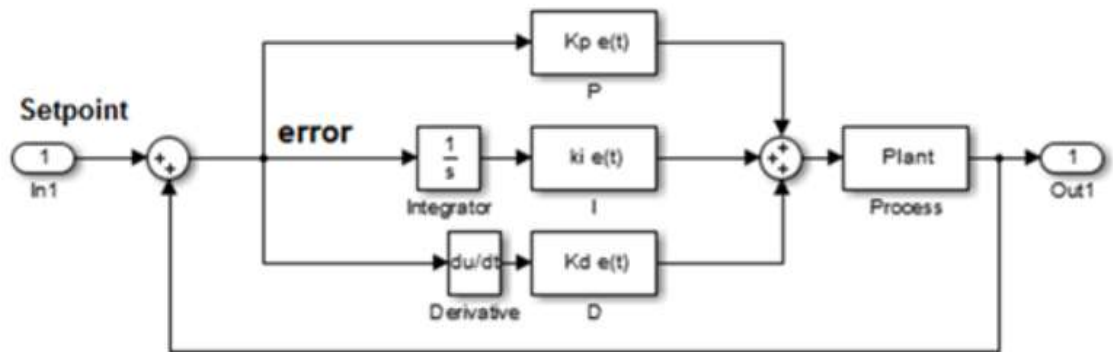 Kp e(t)
P
Setpoint
error
1
In1
+
+
1
s
Integrator
ki e(t)
I
+
+
+
Plant
Process
1
Out1
du/dt
Derivative
Kd e(t)
D